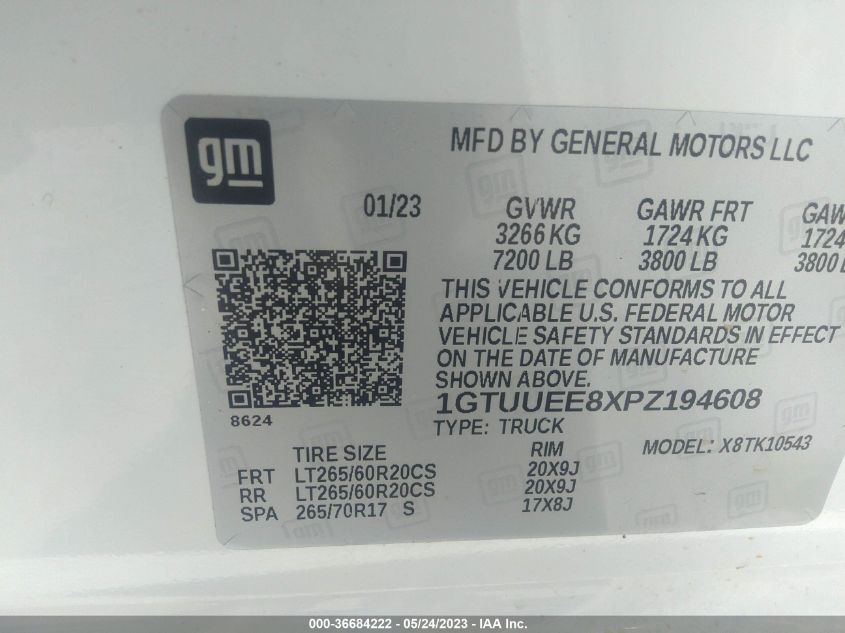 gm
MFD BY GENERAL MOTORS LLC
01/23 GVWR GAWR FRT GAW
3266 KG 1724 KG 1724
7200 LB 3800 LB 3800 L
THIS VEHICLE CONFORMS TO ALL
APPLICABLE U.S. FEDERAL MOTOR
VEHICLE SAFETY STANDARDS IN EFFECT
ON THE DATE OF MANUFACTURE
SHOWN ABOVE.
8624 1GTUUEE8XPZ194608
TYPE: TRUCK MODEL: X8TK10543
TIRE SIZE RIM
FRT LT265/60R20CS 20X9J
RR LT265/60R20CS 20X9J
SPA 265/70R17 S 17X8J
000-36684222 - 05/24/2023 - IAA Inc.